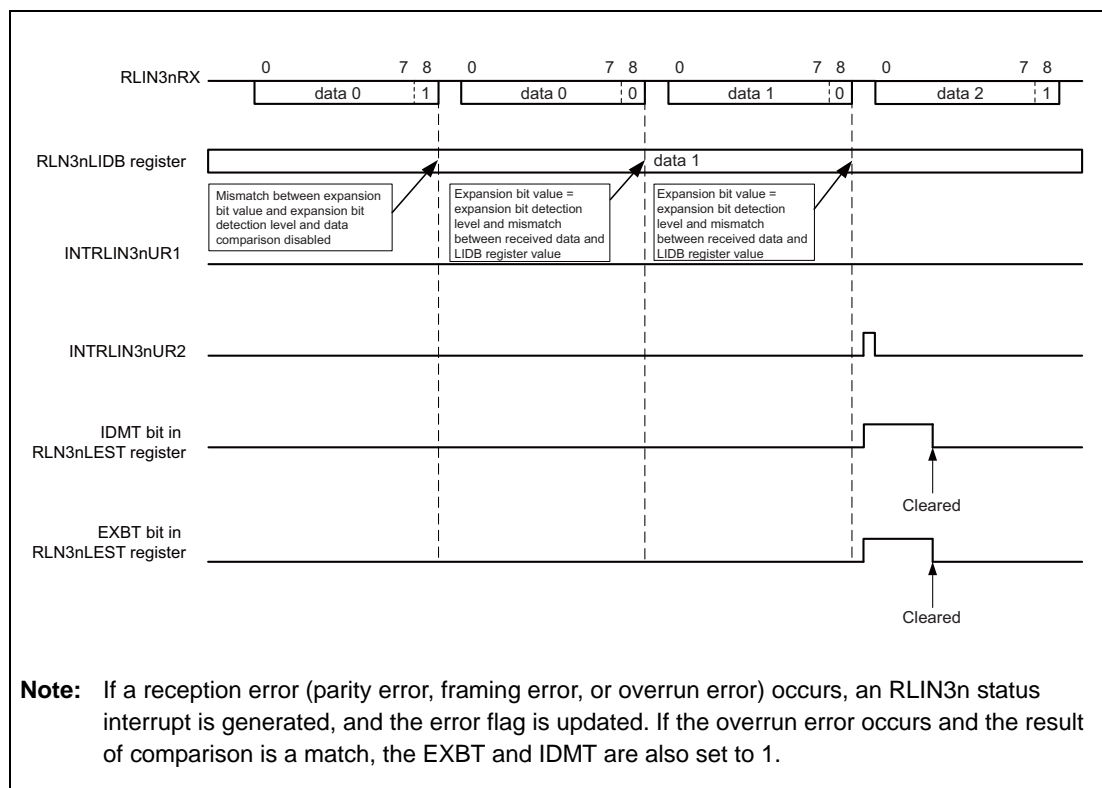 0 7 8 0 7 8 0 7 8 0 7 8
RLIN3nRX
data 0 1 data 0 0 data 1 0 data 2 1
RLN3nLIDB register
data 1
Mismatch between expansion
bit value and expansion bit
detection level and data
comparison disabled
Expansion bit value =
expansion bit detection
level and mismatch
between received data and
LIDB register value
Expansion bit value =
expansion bit detection
level and mismatch
between received data and
LIDB register value
INTRLIN3nUR1
INTRLIN3nUR2
IDMT bit in
RLN3nLEST register
Cleared
EXBT bit in
RLN3nLEST register
Cleared
Note: If a reception error (parity error, framing error, or overrun error) occurs, an RLIN3n status
interrupt is generated, and the error flag is updated. If the overrun error occurs and the result
of comparison is a match, the EXBT and IDMT are also set to 1.